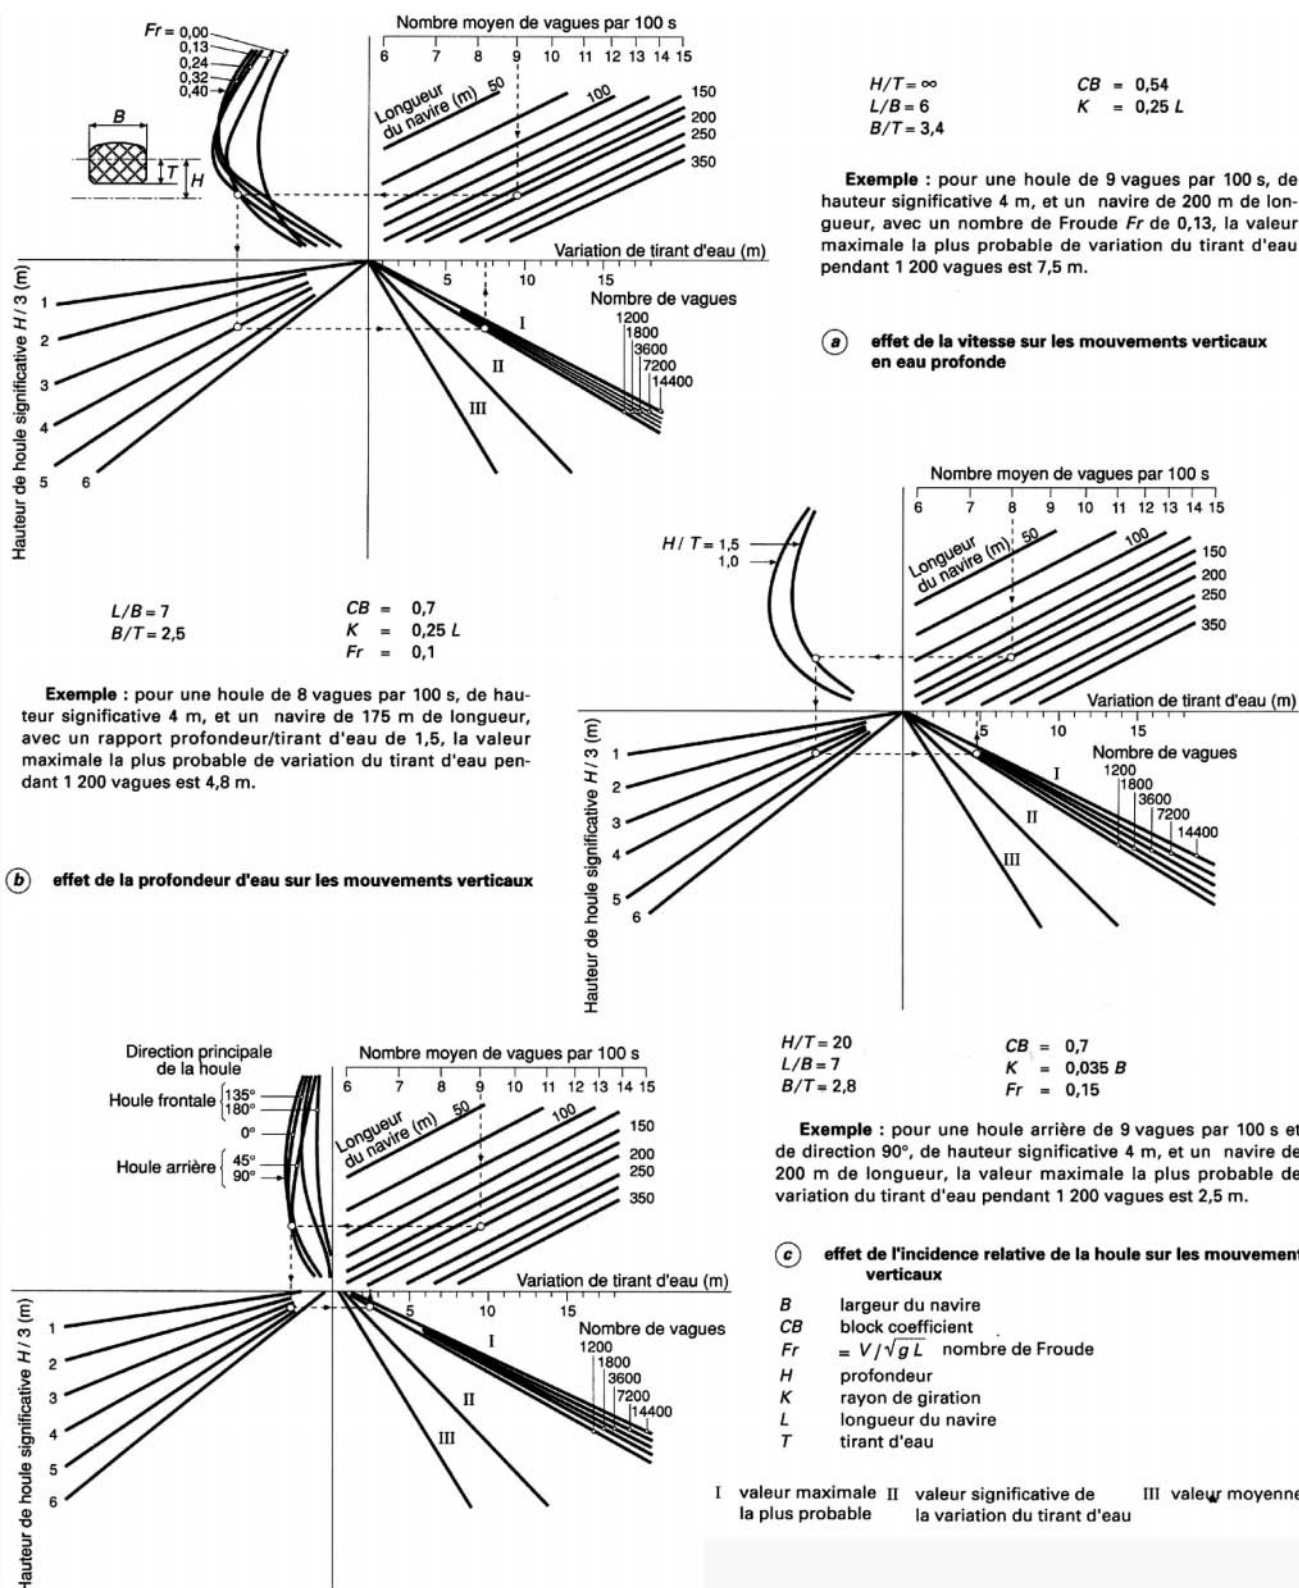 Nombre moyen de vagues par 100 s
6 7 8 9 10 11 12 13 14 15
Fr = 0,00
0,13
0,24
0,32
0,40
B
T
H
Longueur
du navire (m)
50
100
150
200
250
350
Variation de tirant d'eau (m)
5 10 15
Nombre de vagues
1200
1800
3600
7200
14400
I
II
III
Hauteur de houle significative H/3 (m)
1
2
3
4
5
6
H/T = ∞
L/B = 6
B/T = 3,4
CB = 0,54
K = 0,25 L
Exemple : pour une houle de 9 vagues par 100 s, de
hauteur significative 4 m, et un navire de 200 m de lon-
gueur, avec un nombre de Froude Fr de 0,13, la valeur
maximale la plus probable de variation du tirant d'eau
pendant 1 200 vagues est 7,5 m.
a effet de la vitesse sur les mouvements verticaux
en eau profonde
L/B = 7
B/T = 2,5
CB = 0,7
K = 0,25 L
Fr = 0,1
Exemple : pour une houle de 8 vagues par 100 s, de hau-
teur significative 4 m, et un navire de 175 m de longueur,
avec un rapport profondeur/tirant d'eau de 1,5, la valeur
maximale la plus probable de variation du tirant d'eau pen-
dant 1 200 vagues est 4,8 m.
b effet de la profondeur d'eau sur les mouvements verticaux
Nombre moyen de vagues par 100 s
6 7 8 9 10 11 12 13 14 15
H / T = 1,5
1,0
Longueur
du navire (m)
50
100
150
200
250
350
Variation de tirant d'eau (m)
5 10 15
Nombre de vagues
1200
1800
3600
7200
14400
I
II
III
Hauteur de houle significative H/3 (m)
1
2
3
4
5
6
Direction principale
de la houle
Houle frontale
135°
180°
0°
Houle arrière
45°
90°
Nombre moyen de vagues par 100 s
6 7 8 9 10 11 12 13 14 15
Longueur
du navire (m)
50
100
150
200
250
350
Variation de tirant d'eau (m)
5 10 15
Nombre de vagues
1200
1800
3600
7200
14400
I
II
III
Hauteur de houle significative H/3 (m)
1
2
3
4
5
6
H/T = 20
L/B = 7
B/T = 2,8
CB = 0,7
K = 0,035 B
Fr = 0,15
Exemple : pour une houle arrière de 9 vagues par 100 s et
de direction 90°, de hauteur significative 4 m, et un navire de
200 m de longueur, la valeur maximale la plus probable de
variation du tirant d'eau pendant 1 200 vagues est 2,5 m.
c effet de l'incidence relative de la houle sur les mouvement
verticaux
B largeur du navire
CB block coefficient
Fr = V/√g L nombre de Froude
H profondeur
K rayon de giration
L longueur du navire
T tirant d'eau
I valeur maximale
la plus probable
II valeur significative de
la variation du tirant d'eau
III valeur moyenne